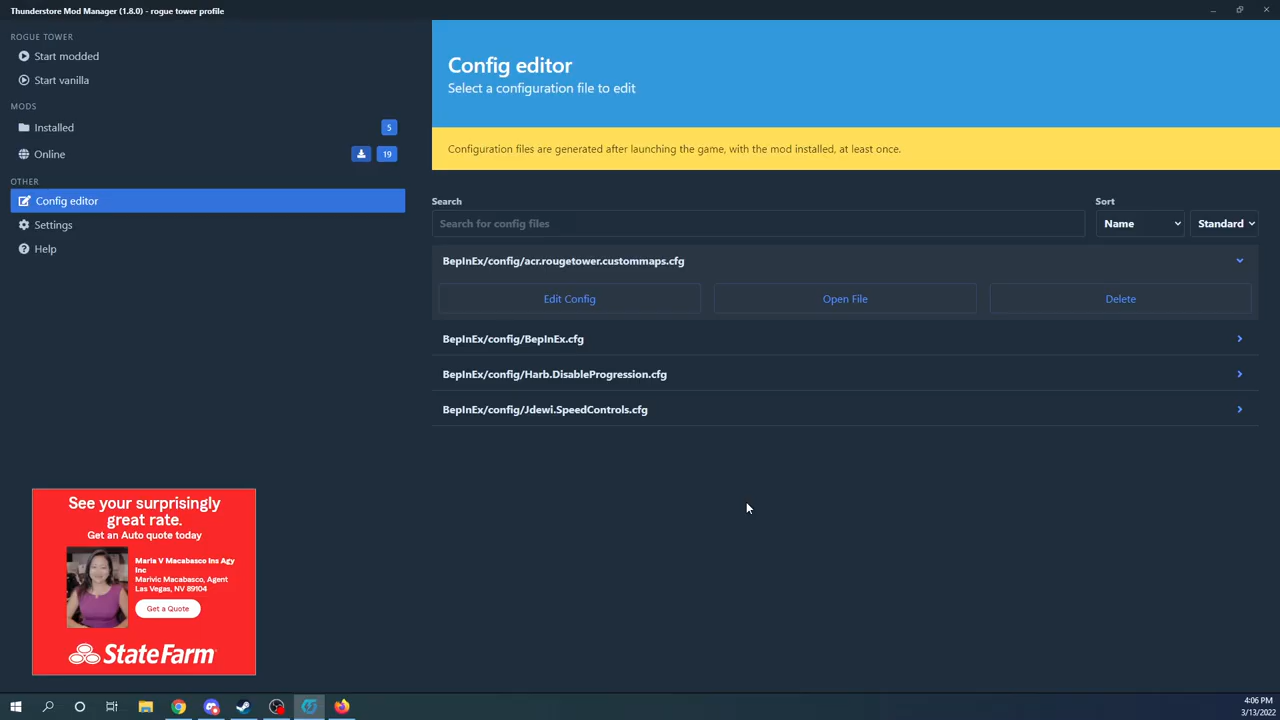 Thunderstore Mod Manager (1.8.0) - rogue tower profile
ROGUE TOWER
Start modded
Start vanilla
MODS
Installed
5
Online
19
OTHER
Config editor
Settings
Help
See your surprisingly
great rate.
Get an Auto quote today
Maria V Macabasco Ins Agy
Inc
Marivic Macabasco, Agent
Las Vegas, NV 89104
Get a Quote
StateFarm
Config editor
Select a configuration file to edit
Configuration files are generated after launching the game, with the mod installed, at least once.
Search
Sort
Search for config files
Name
Standard
BepInEx/config/acr.rougetower.custommaps.cfg
Edit Config
Open File
Delete
BepInEx/config/BepInEx.cfg
BepInEx/config/Harb.DisableProgression.cfg
BepInEx/config/Jdewi.SpeedControls.cfg
4:06 PM
3/13/2022